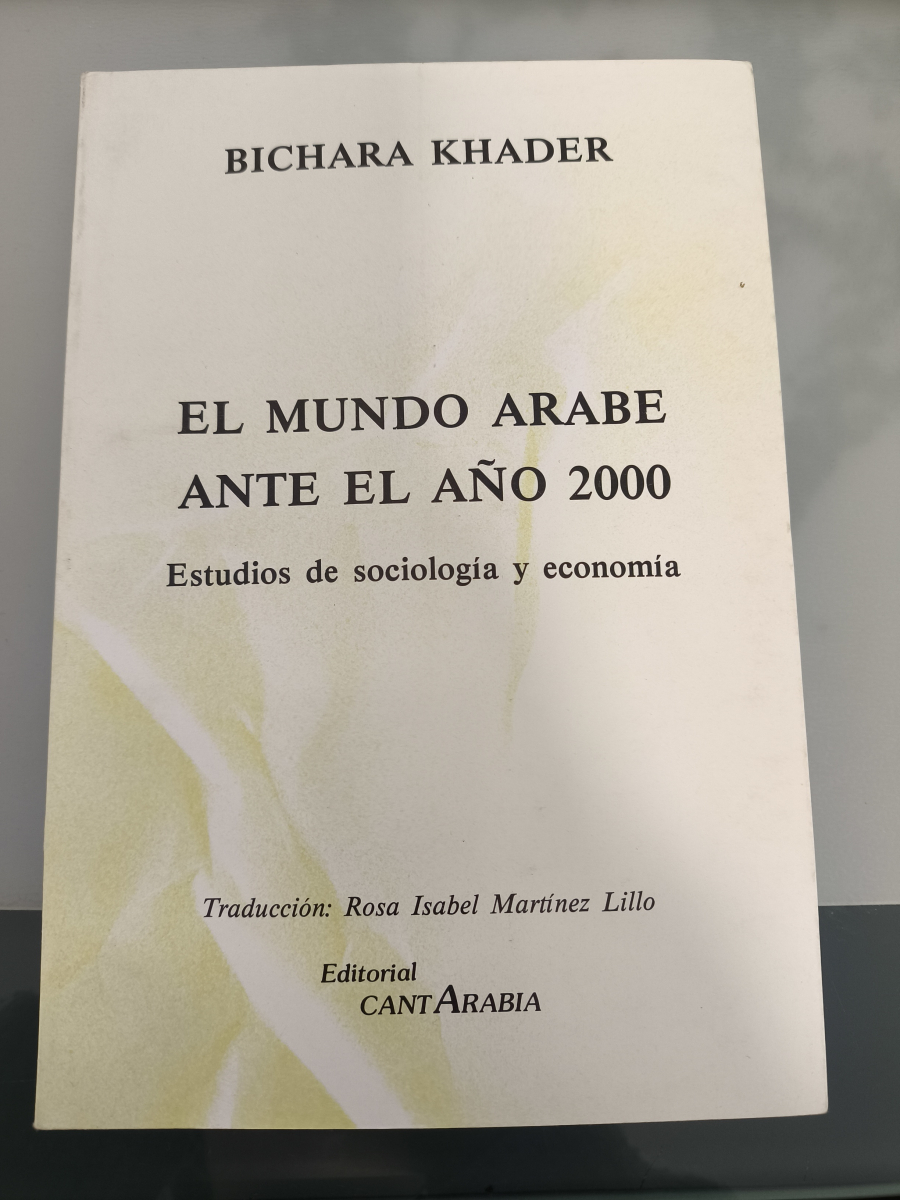 BICHARA KHADER
EL MUNDO ARABE
ANTE EL AÑO 2000
Estudios de sociología y economía
Traducción: Rosa Isabel Martínez Lillo
Editorial
CANTARABIA